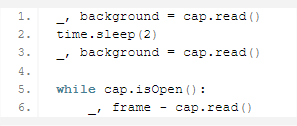 1. _, background = cap.read()
2. time.sleep(2)
3. _, background = cap.read()
4.
5. while cap.isOpen():
6.     _, frame - cap.read()